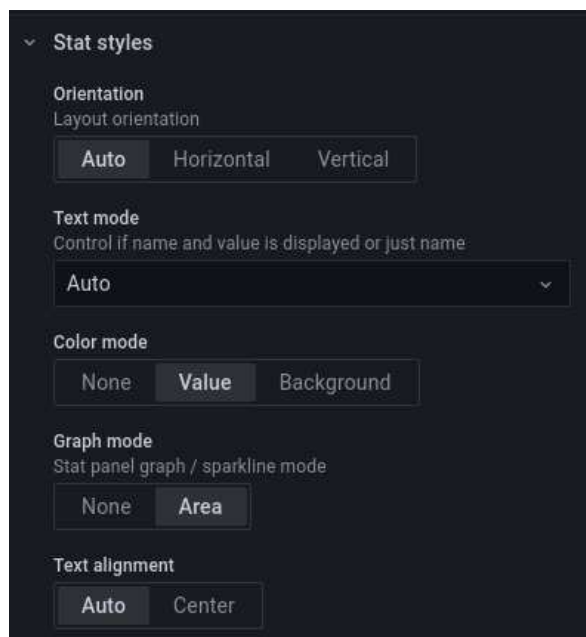 Stat styles
Orientation
Layout orientation
Auto Horizontal Vertical
Text mode
Control if name and value is displayed or just name
Auto
Color mode
None Value Background
Graph mode
Stat panel graph / sparkline mode
None Area
Text alignment
Auto Center